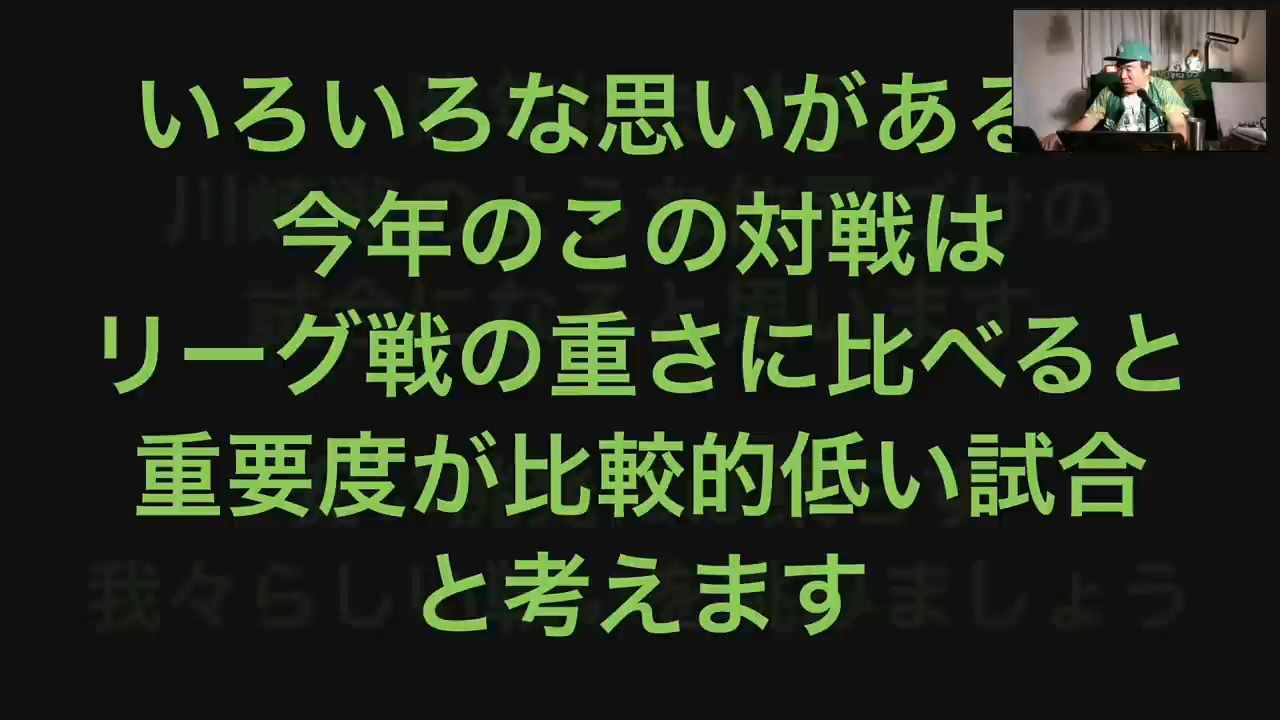 いろいろな思いがある
今年のこの対戦は
リーグ戦の重さに比べると
重要度が比較的低い試合
と考えます